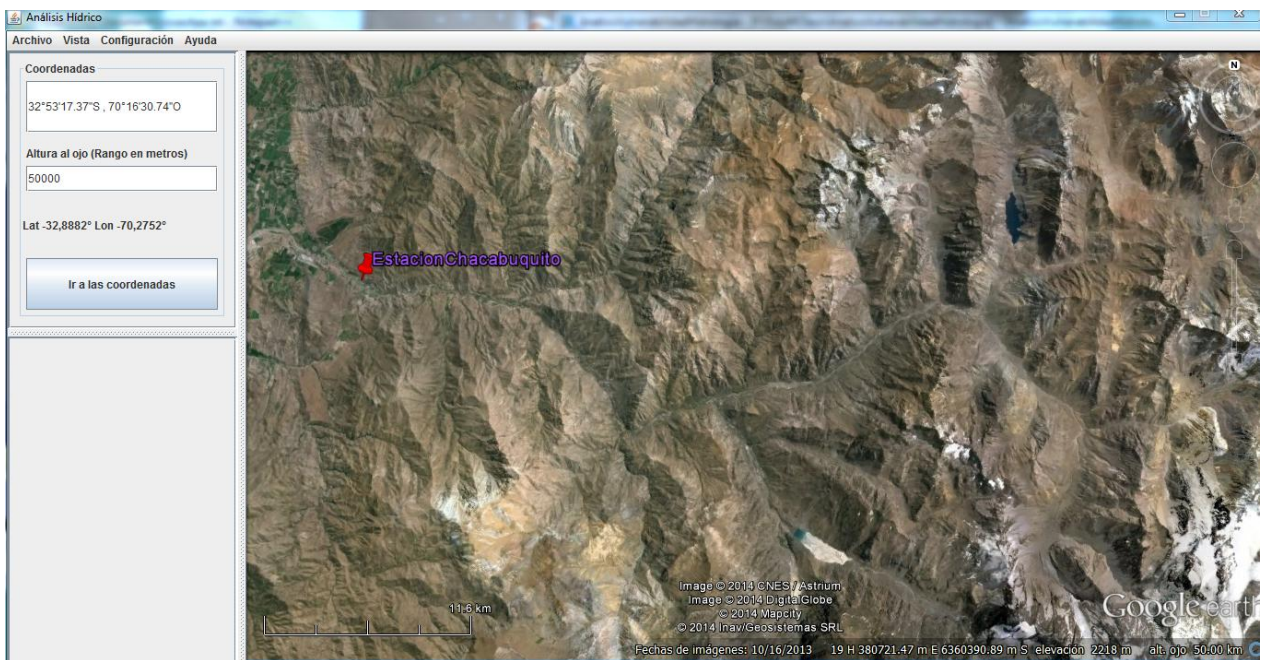 Análisis Hídrico
Archivo Vista Configuración Ayuda
Coordenadas
32°53'17.37"S , 70°16'30.74"O
Altura al ojo (Rango en metros)
50000
Lat -32,8882° Lon -70,2752°
Ir a las coordenadas
N
EstacionChacabuquito
11,6 km
Image © 2014 CNES / Astrium
Image © 2014 DigitalGlobe
© 2014 Mapcity
© 2014 Inav/Geosistemas SRL
Google earth
Fechas de imágenes: 10/16/2013 19 H 380721.47 m E 6360390.89 m S elevación 2218 m alt. ojo 50.00 km